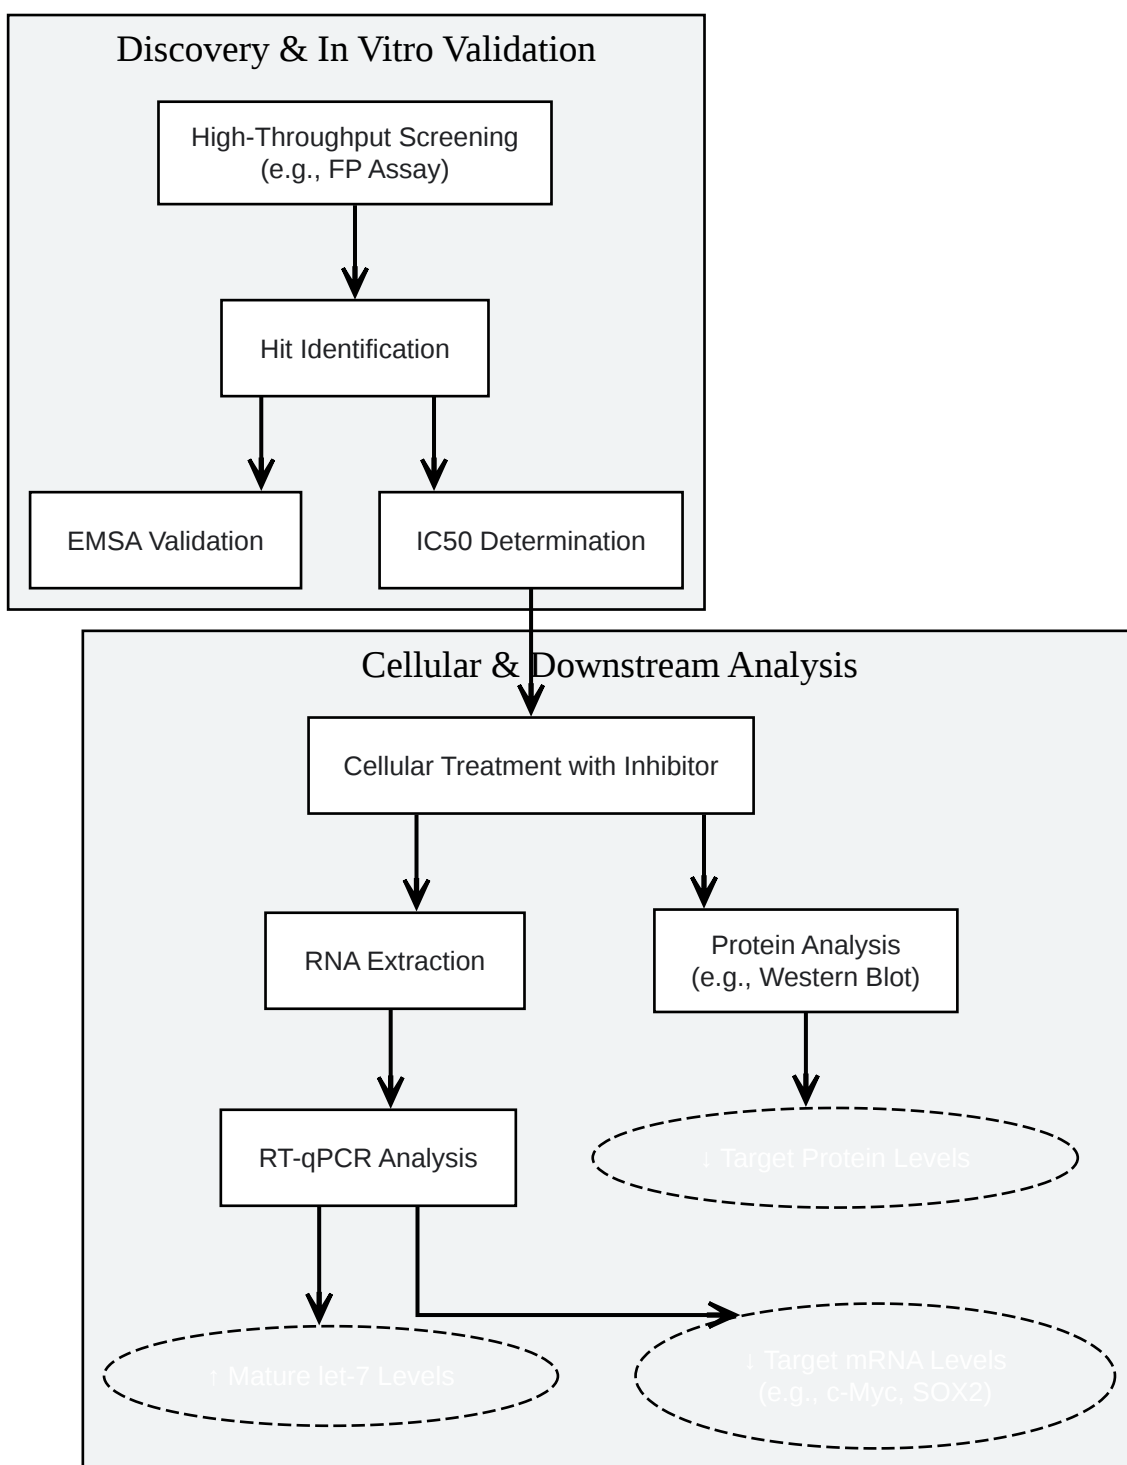 Discovery & In Vitro Validation
High-Throughput Screening
(e.g., FP Assay)
Hit Identification
EMSA Validation
IC50 Determination
Cellular & Downstream Analysis
Cellular Treatment with Inhibitor
RNA Extraction
Protein Analysis
(e.g., Western Blot)
RT-qPCR Analysis
↓ Target Protein Levels
↑ Mature let-7 Levels
↓ Target mRNA Levels
(e.g., c-Myc, SOX2)